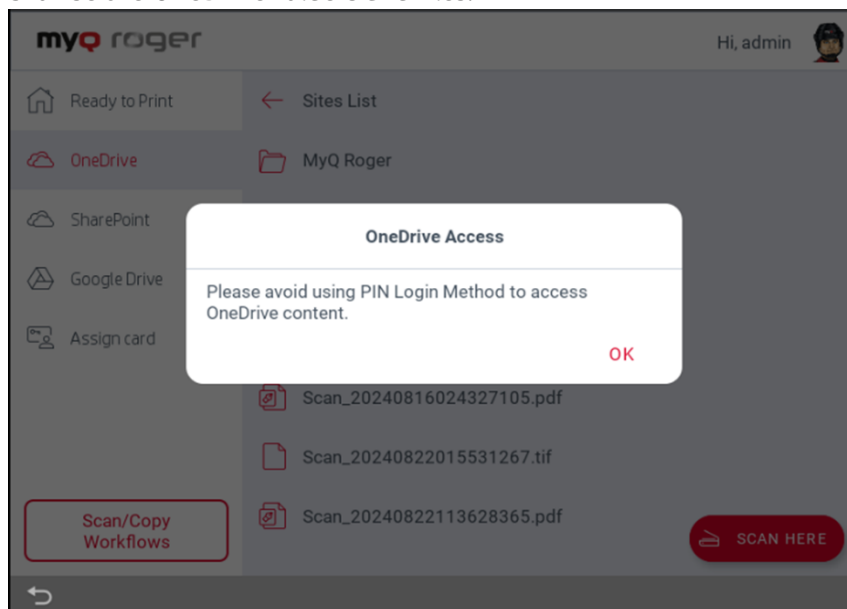 myQ roger
Hi, admin
Ready to Print
OneDrive
SharePoint
Google Drive
Assign card
Scan/Copy
Workflows
Sites List
MyQ Roger
OneDrive Access
Please avoid using PIN Login Method to access
OneDrive content.
OK
Scan_20240816024327105.pdf
Scan_20240822015531267.tif
Scan_20240822113628365.pdf
SCAN HERE